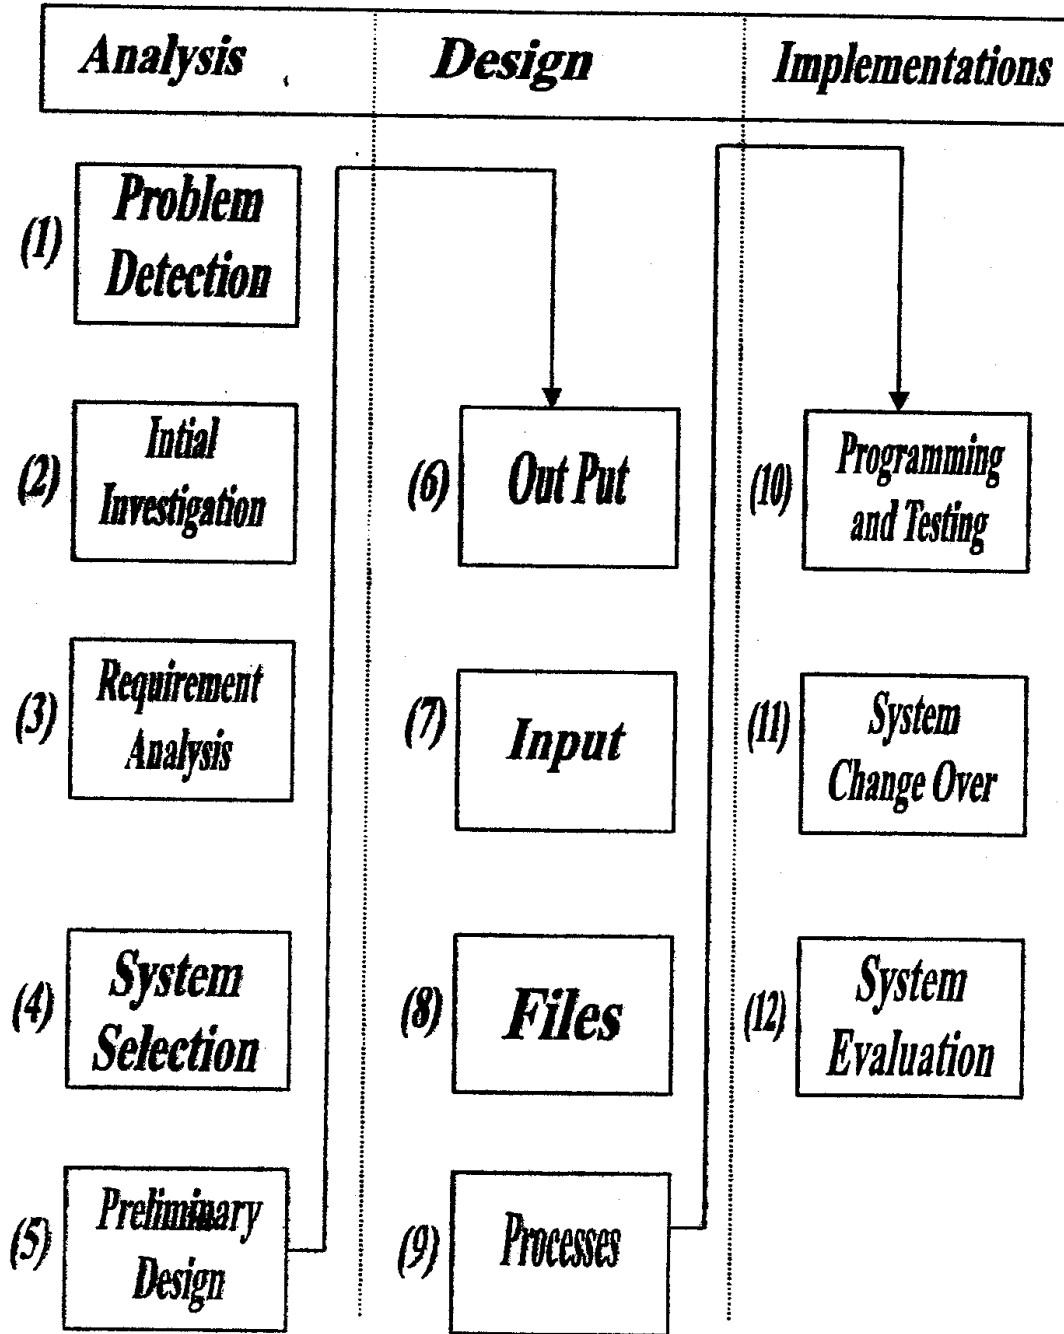 Analysis
Design
Implementations
(1)
Problem
Detection
(2)
Intial
Investigation
(3)
Requirement
Analysis
(4)
System
Selection
(5)
Preliminary
Design
(6)
Out Put
(7)
Input
(8)
Files
(9)
Processes
(10)
Programming
and Testing
(11)
System
Change Over
(12)
System
Evaluation